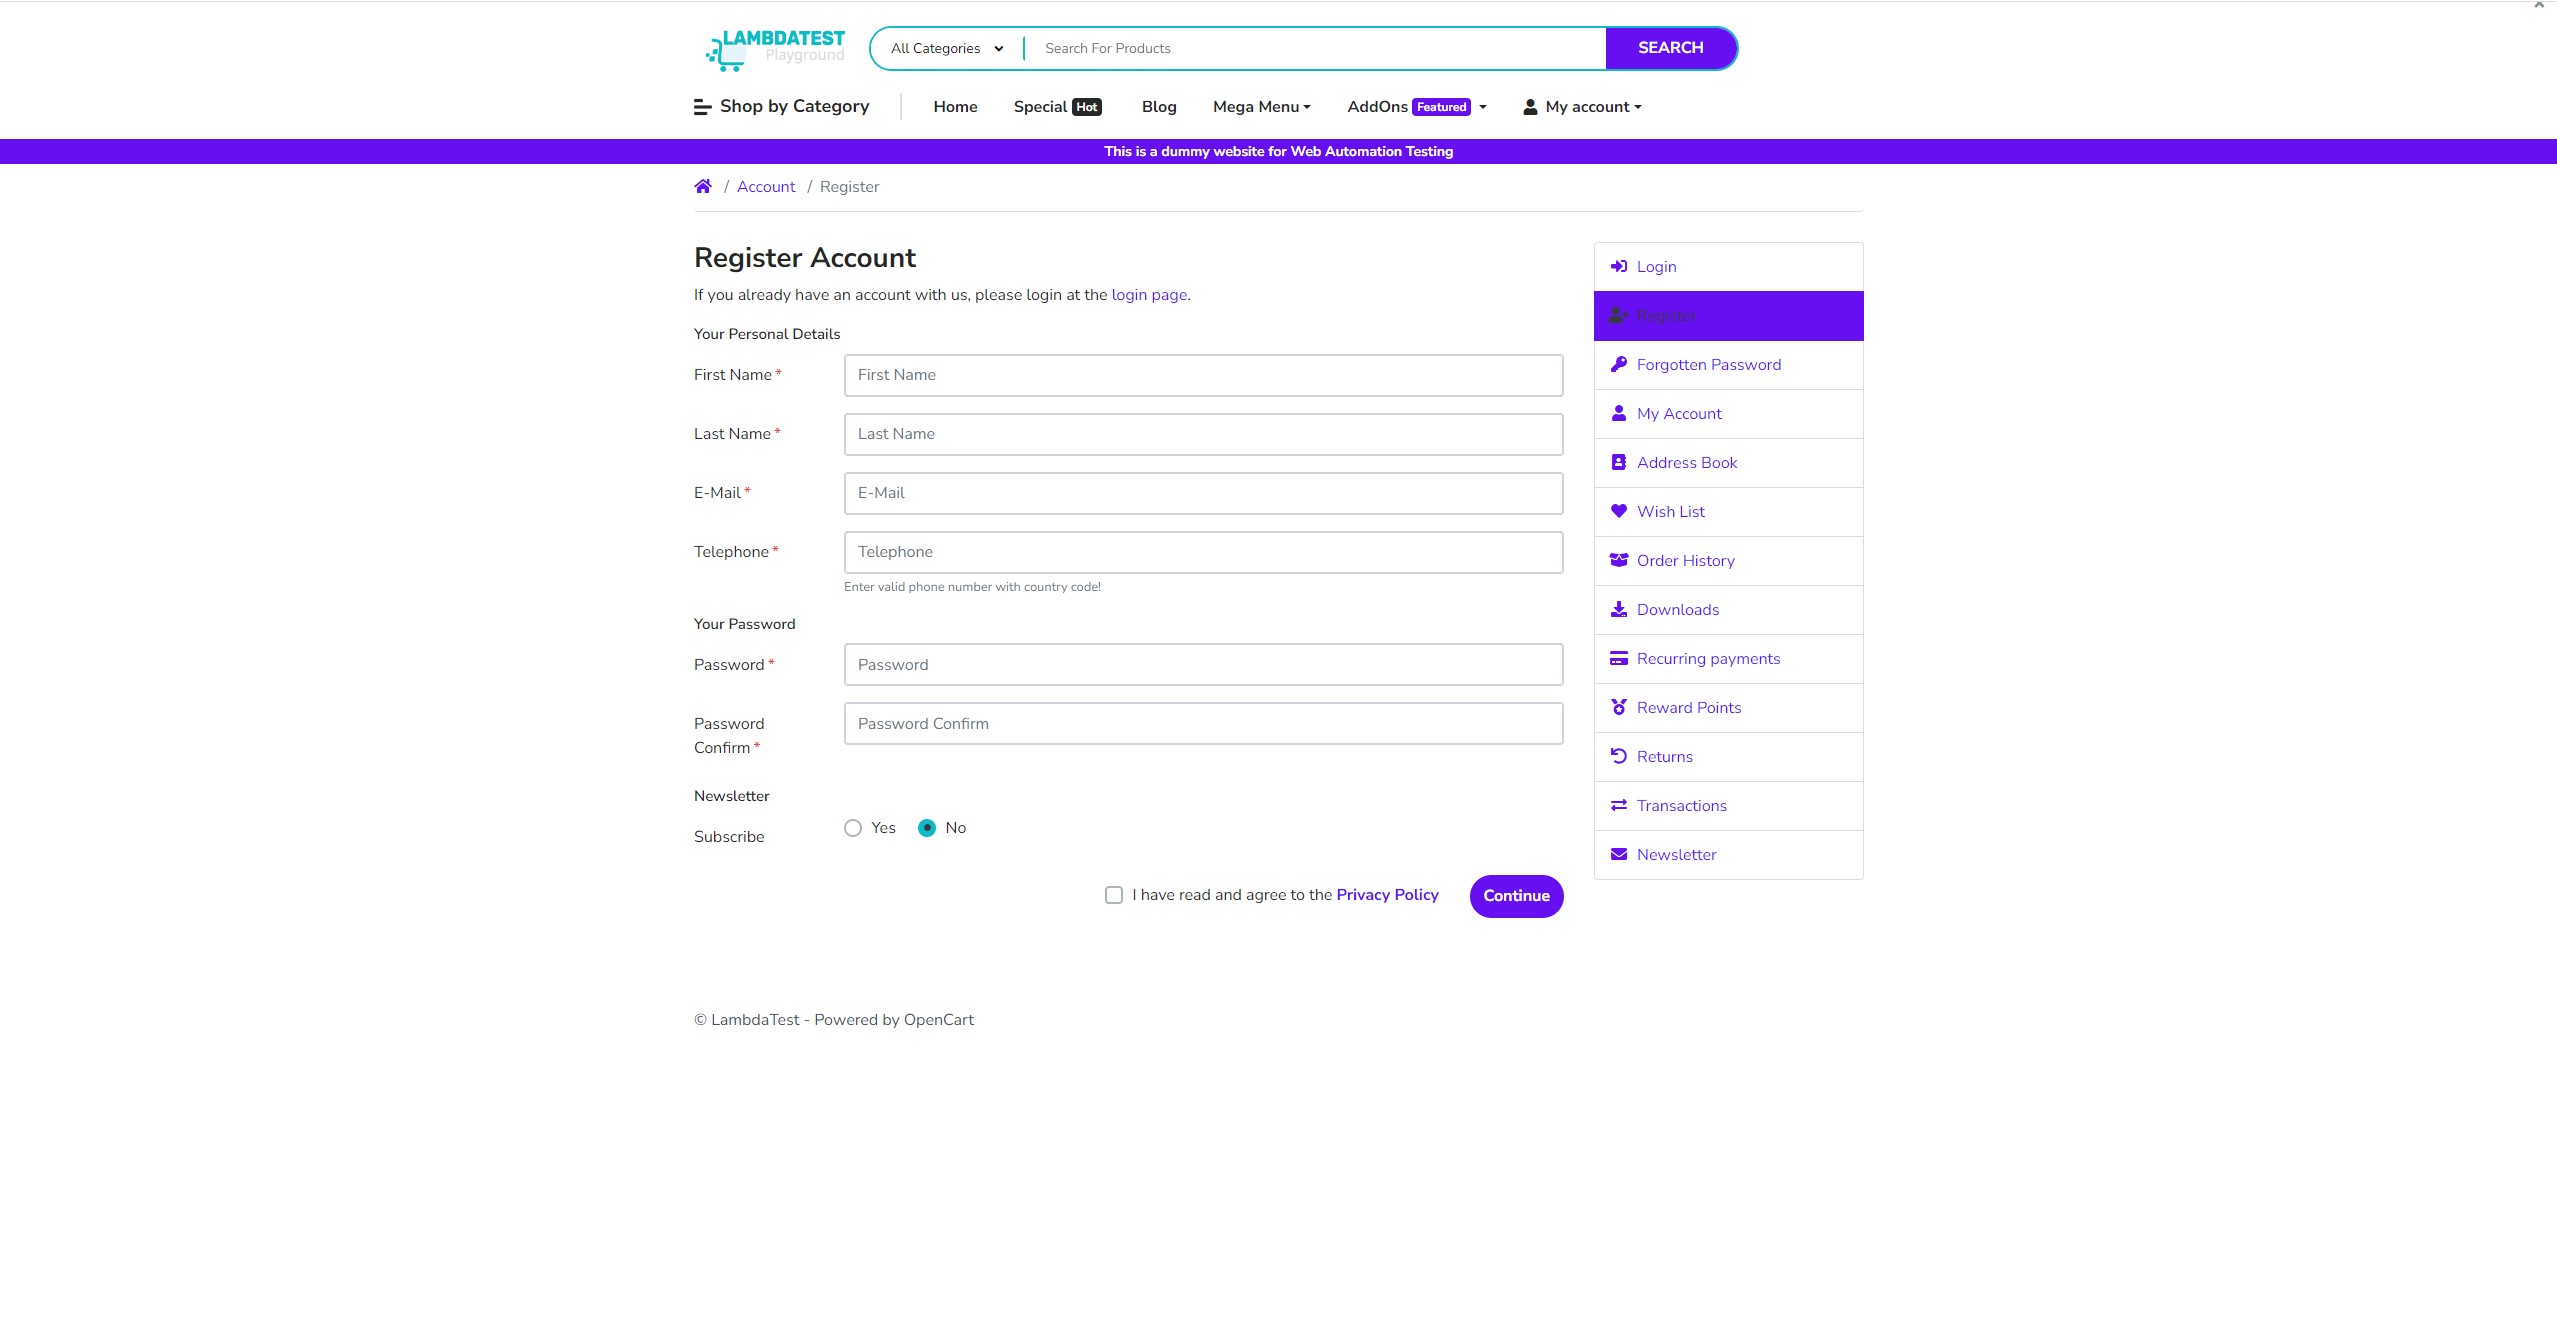 LAMBDATEST
Playground
All Categories
Search For Products
SEARCH
Shop by Category
Home
Special Hot
Blog
Mega Menu
AddOns Featured
My account
This is a dummy website for Web Automation Testing
/ Account / Register
Register Account
If you already have an account with us, please login at the login page.
Your Personal Details
First Name *
First Name
Last Name *
Last Name
E-Mail *
E-Mail
Telephone *
Telephone
Enter valid phone number with country code!
Your Password
Password *
Password
Password
Confirm *
Password Confirm
Newsletter
Subscribe
Yes
No
I have read and agree to the Privacy Policy
Continue
Login
Register
Forgotten Password
My Account
Address Book
Wish List
Order History
Downloads
Recurring payments
Reward Points
Returns
Transactions
Newsletter
© LambdaTest - Powered by OpenCart